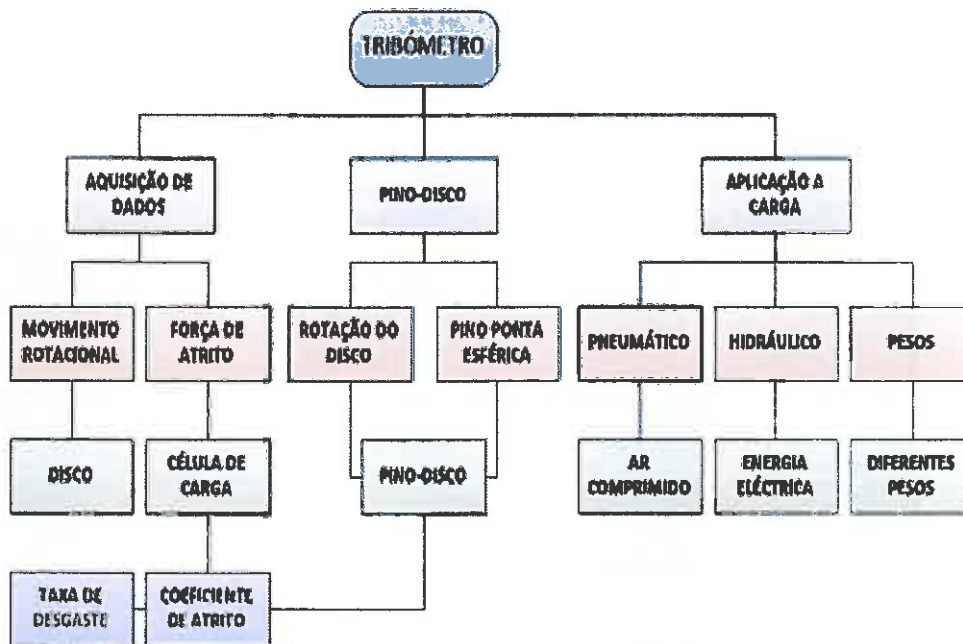 TRIBÓMETRO
AQUISIÇÃO DE
DADOS
PINO-DISCO
APLICAÇÃO A
CARGA
MOVIMENTO
ROTACIONAL
FORÇA DE
ATRITO
ROTAÇÃO DO
DISCO
PINO PONTA
ESFÉRICA
PNEUMÁTICO
HIDRÁULICO
PESOS
DISCO
CÉLULA DE
CARGA
PINO-DISCO
AR
COMPRIMIDO
ENERGIA
ELÉCTRICA
DIFERENTES
PESOS
TAXA DE
DESGASTE
COEFICIENTE
DE ATRITO